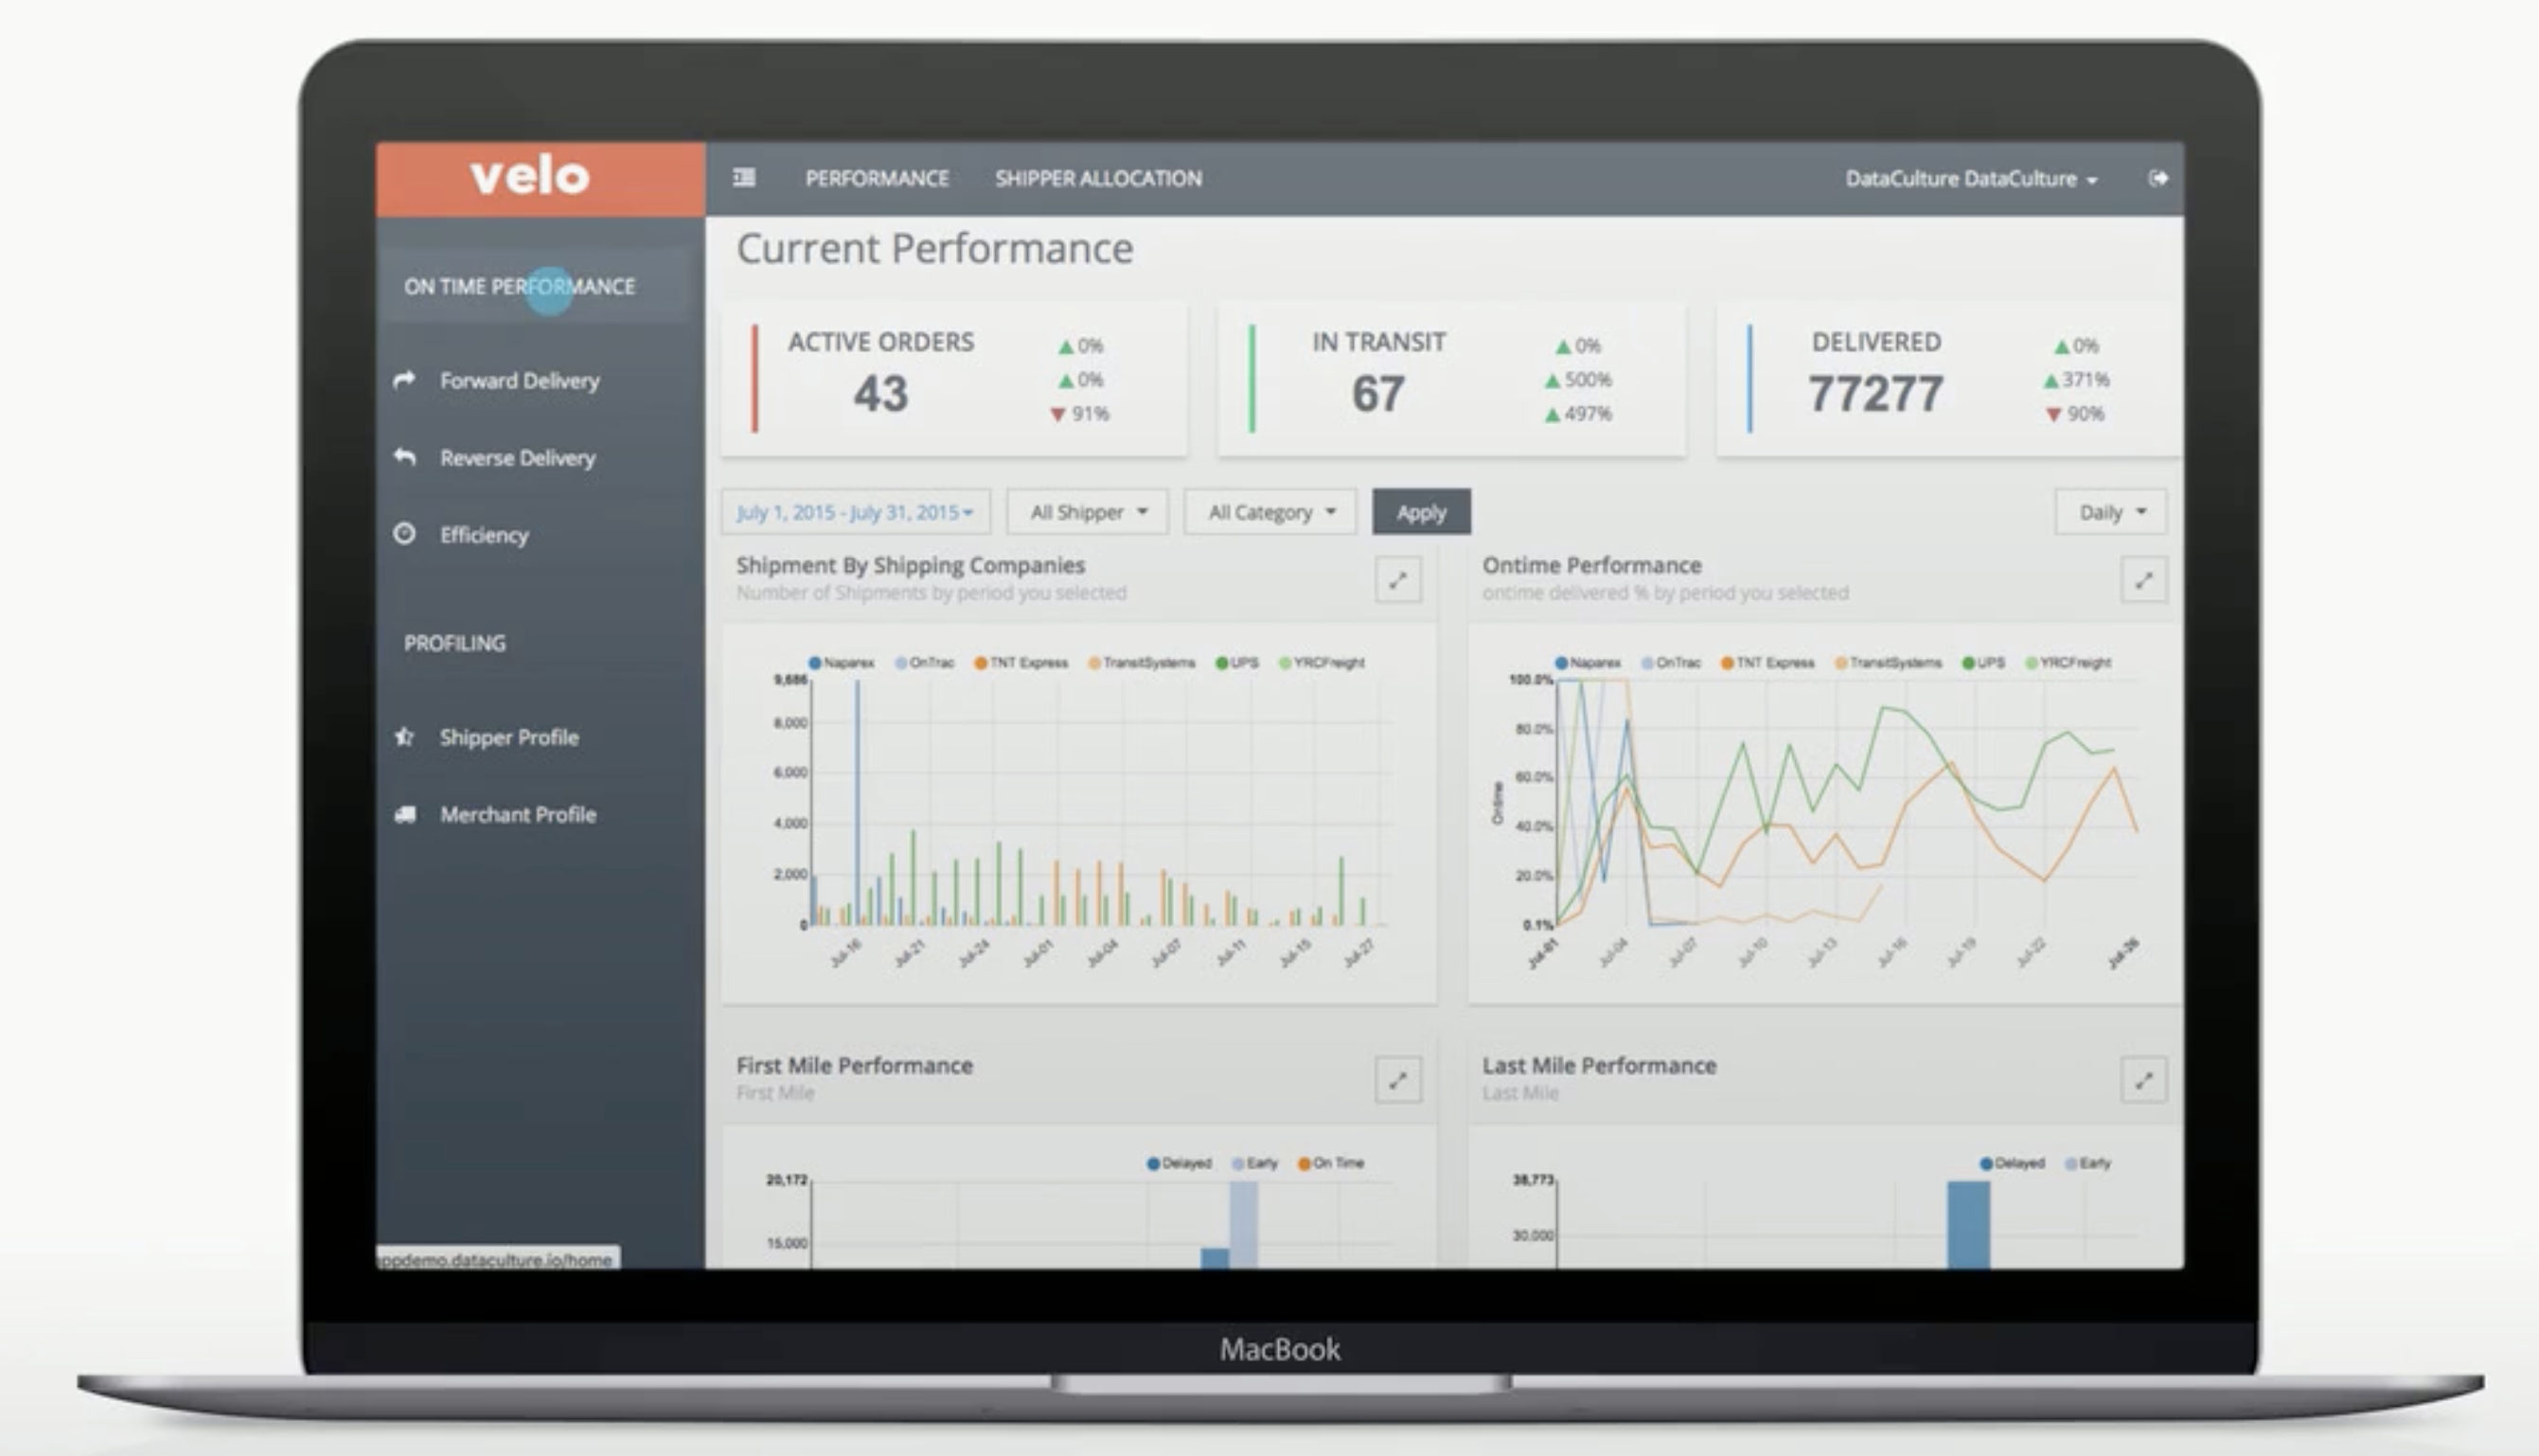 velo
PERFORMANCE SHIPPER ALLOCATION DataCulture DataCulture
Current Performance
ON TIME PERFORMANCE
Forward Delivery
Reverse Delivery
Efficiency
PROFILING
Shipper Profile
Merchant Profile
ACTIVE ORDERS
43
0%
0%
91%
IN TRANSIT
67
0%
500%
497%
DELIVERED
77277
0%
371%
90%
July 1, 2015 - July 31, 2015 All Shipper All Category Apply Daily
Shipment By Shipping Companies
Number of Shipments by period you selected
Naparex OnTrac TNT Express TransitSystems UPS YRCFreight
9,686
8,000
6,000
4,000
2,000
0
Jul-16 Jul-21 Jul-24 Jul-01 Jul-04 Jul-07 Jul-11 Jul-15 Jul-27
Ontime Performance
ontime delivered % by period you selected
Naparex OnTrac TNT Express TransitSystems UPS YRCFreight
100.0%
80.0%
60.0%
40.0%
20.0%
0.1%
Ontime
Jul-01 Jul-04 Jul-07 Jul-10 Jul-13 Jul-16 Jul-19 Jul-22 Jul-26
First Mile Performance
First Mile
Delayed Early On Time
20,172
15,000
Last Mile Performance
Last Mile
Delayed Early
38,773
30,000
appdemo.dataculture.io/home
MacBook